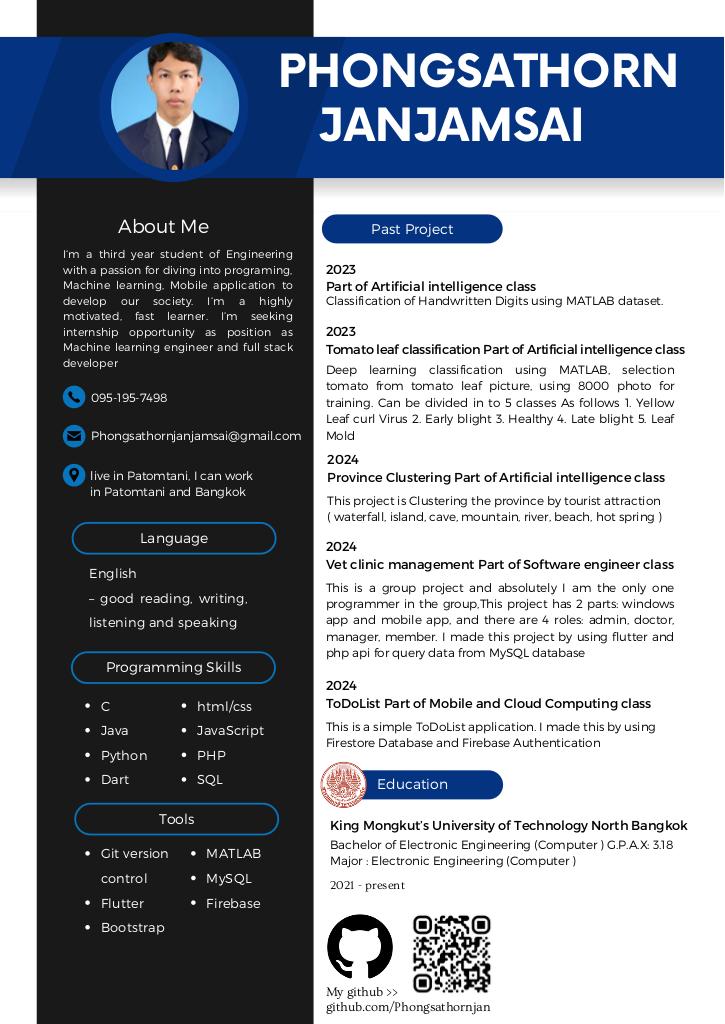 PHONGSATHORN
JANJAMSAI
About Me
I'm a third year student of Engineering
with a passion for diving into programing,
Machine learning, Mobile application to
develop our society. I'm a highly
motivated, fast learner. I'm seeking
internship opportunity as position as
Machine learning engineer and full stack
developer
095-195-7498
Phongsathornjanjamsai@gmail.com
live in Patomtani, I can work
in Patomtani and Bangkok
Language
English
– good reading, writing,
listening and speaking
Programming Skills
• C
• Java
• Python
• Dart
• html/css
• JavaScript
• PHP
• SQL
Tools
• Git version
control
• Flutter
• Bootstrap
• MATLAB
• MySQL
• Firebase
Past Project
2023
Part of Artificial intelligence class
Classification of Handwritten Digits using MATLAB dataset.
2023
Tomato leaf classification Part of Artificial intelligence class
Deep learning classification using MATLAB, selection
tomato from tomato leaf picture, using 8000 photo for
training. Can be divided in to 5 classes As follows 1. Yellow
Leaf curl Virus 2. Early blight 3. Healthy 4. Late blight 5. Leaf
Mold
2024
Province Clustering Part of Artificial intelligence class
This project is Clustering the province by tourist attraction
( waterfall, island, cave, mountain, river, beach, hot spring )
2024
Vet clinic management Part of Software engineer class
This is a group project and absolutely I am the only one
programmer in the group,This project has 2 parts: windows
app and mobile app, and there are 4 roles: admin, doctor,
manager, member. I made this project by using flutter and
php api for query data from MySQL database
2024
ToDoList Part of Mobile and Cloud Computing class
This is a simple ToDoList application. I made this by using
Firestore Database and Firebase Authentication
Education
King Mongkut's University of Technology North Bangkok
Bachelor of Electronic Engineering (Computer ) G.P.A.X: 3.18
Major : Electronic Engineering (Computer )
2021 - present
My github >>
github.com/Phongsathornjan